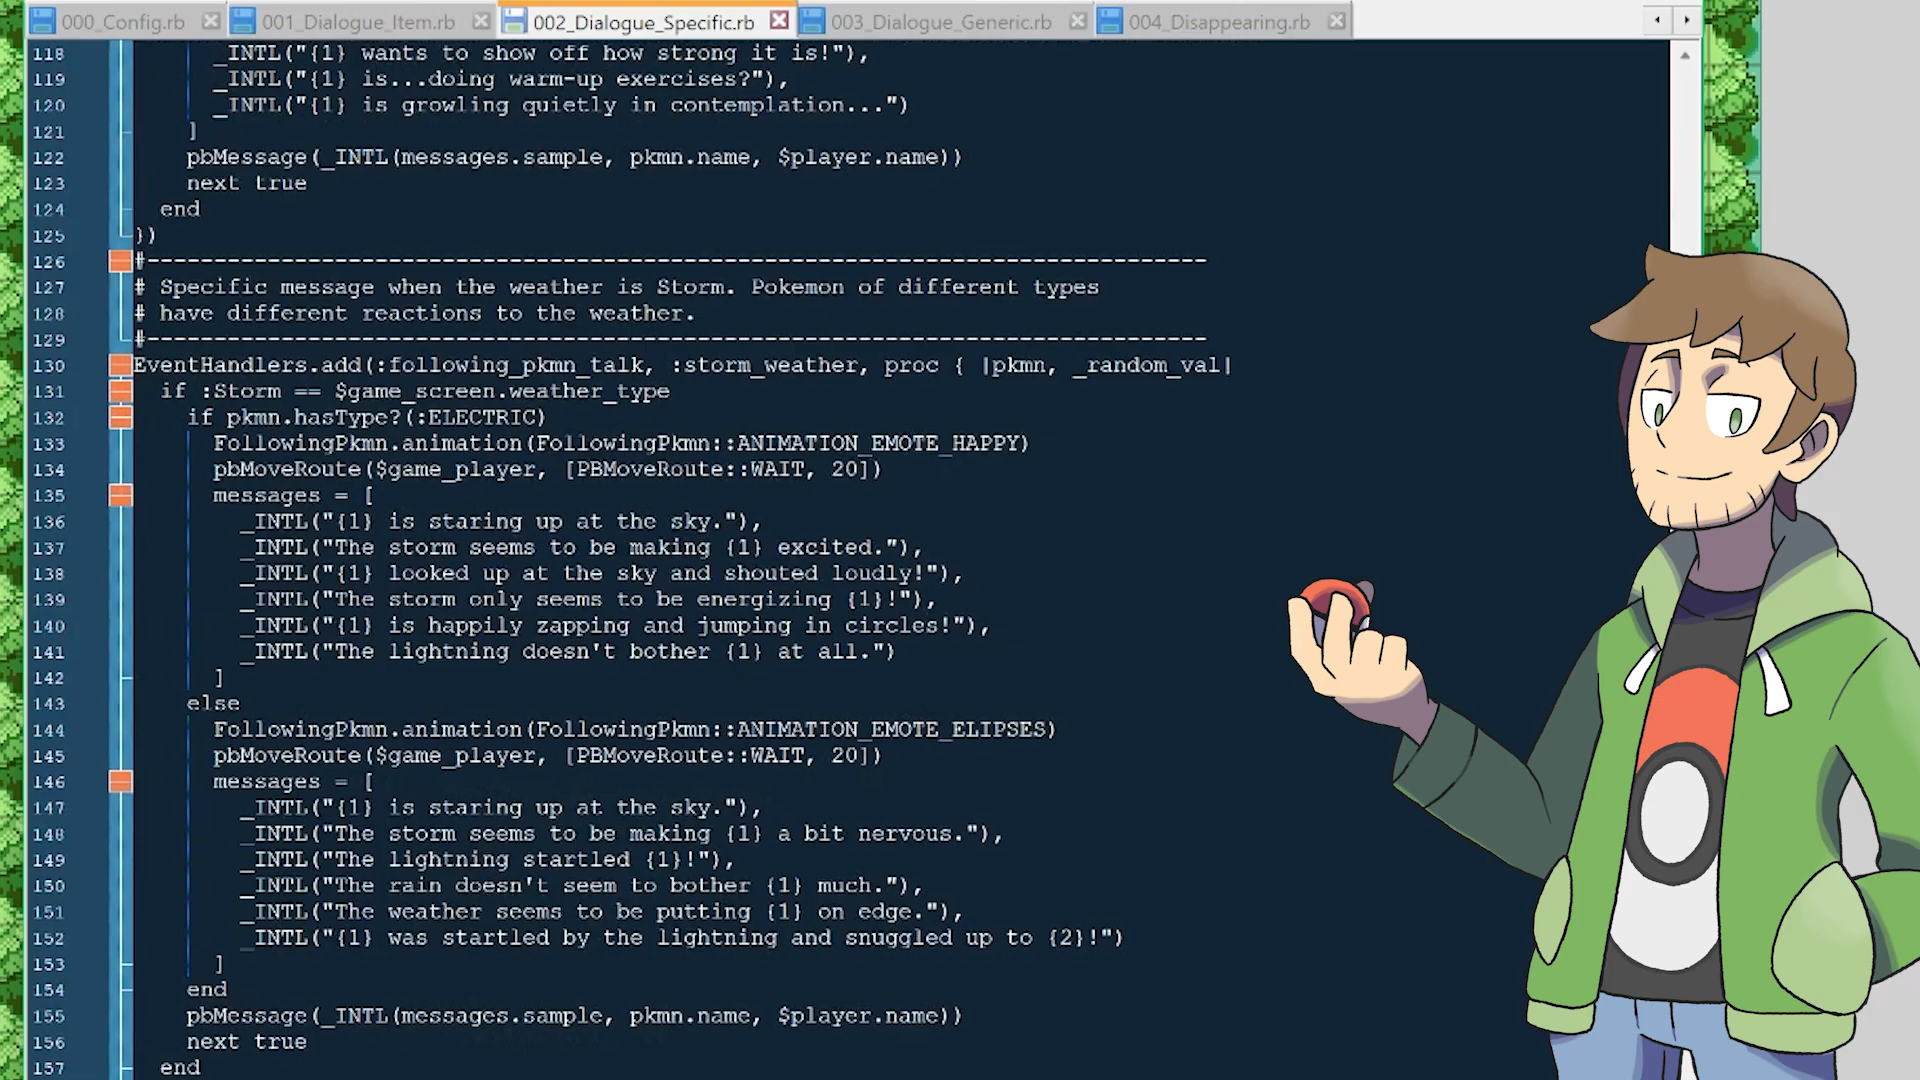 000_Config.rb 001_Dialogue_Item.rb 002_Dialogue_Specific.rb 003_Dialogue_Generic.rb 004_Disappearing.rb
118 _INTL("{1} wants to show off how strong it is!"),
119 _INTL("{1} is...doing warm-up exercises?"),
120 _INTL("{1} is growling quietly in contemplation...")
121 ]
122 pbMessage(_INTL(messages.sample, pkmn.name, $player.name))
123 next true
124 end
125 })
126 #-------------------------------------------------------------------------------
127 # Specific message when the weather is Storm. Pokemon of different types
128 # have different reactions to the weather.
129 #-------------------------------------------------------------------------------
130 EventHandlers.add(:following_pkmn_talk, :storm_weather, proc { |pkmn, _random_val|
131 if :Storm == $game_screen.weather_type
132 if pkmn.hasType?(:ELECTRIC)
133 FollowingPkmn.animation(FollowingPkmn::ANIMATION_EMOTE_HAPPY)
134 pbMoveRoute($game_player, [PBMoveRoute::WAIT, 20])
135 messages = [
136 _INTL("{1} is staring up at the sky."),
137 _INTL("The storm seems to be making {1} excited."),
138 _INTL("{1} looked up at the sky and shouted loudly!"),
139 _INTL("The storm only seems to be energizing {1}!"),
140 _INTL("{1} is happily zapping and jumping in circles!"),
141 _INTL("The lightning doesn't bother {1} at all.")
142 ]
143 else
144 FollowingPkmn.animation(FollowingPkmn::ANIMATION_EMOTE_ELIPSES)
145 pbMoveRoute($game_player, [PBMoveRoute::WAIT, 20])
146 messages = [
147 _INTL("{1} is staring up at the sky."),
148 _INTL("The storm seems to be making {1} a bit nervous."),
149 _INTL("The lightning startled {1}!"),
150 _INTL("The rain doesn't seem to bother {1} much."),
151 _INTL("The weather seems to be putting {1} on edge."),
152 _INTL("{1} was startled by the lightning and snuggled up to {2}!")
153 ]
154 end
155 pbMessage(_INTL(messages.sample, pkmn.name, $player.name))
156 next true
157 end